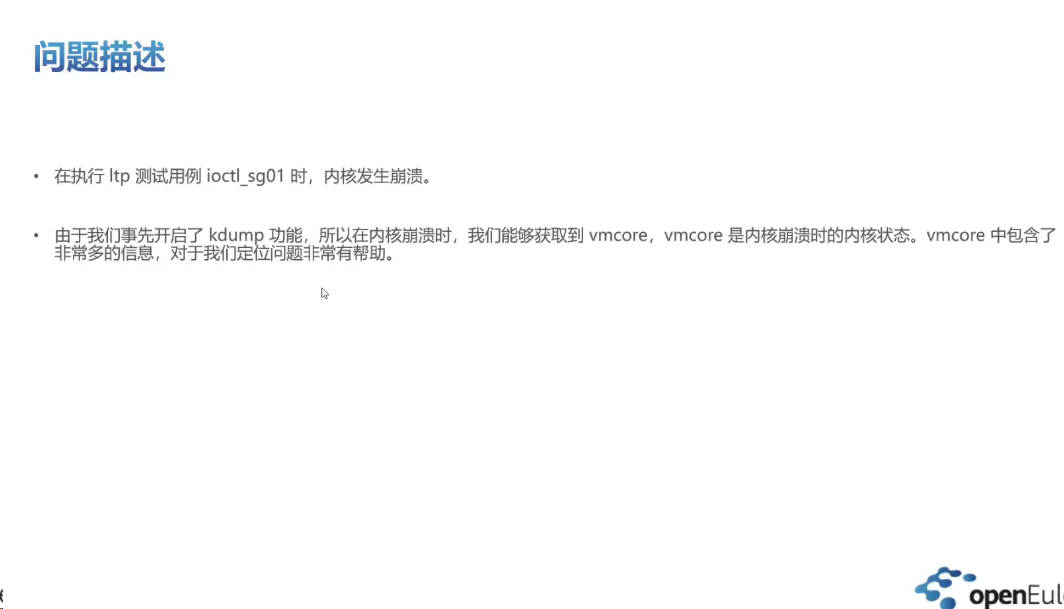 问题描述
• 在执行 ltp 测试用例 ioctl_sg01 时，内核发生崩溃。
• 由于我们事先开启了 kdump 功能，所以在内核崩溃时，我们能够获取到 vmcore，vmcore 是内核崩溃时的内核状态。vmcore 中包含了
非常多的信息，对于我们定位问题非常有帮助。
openEul